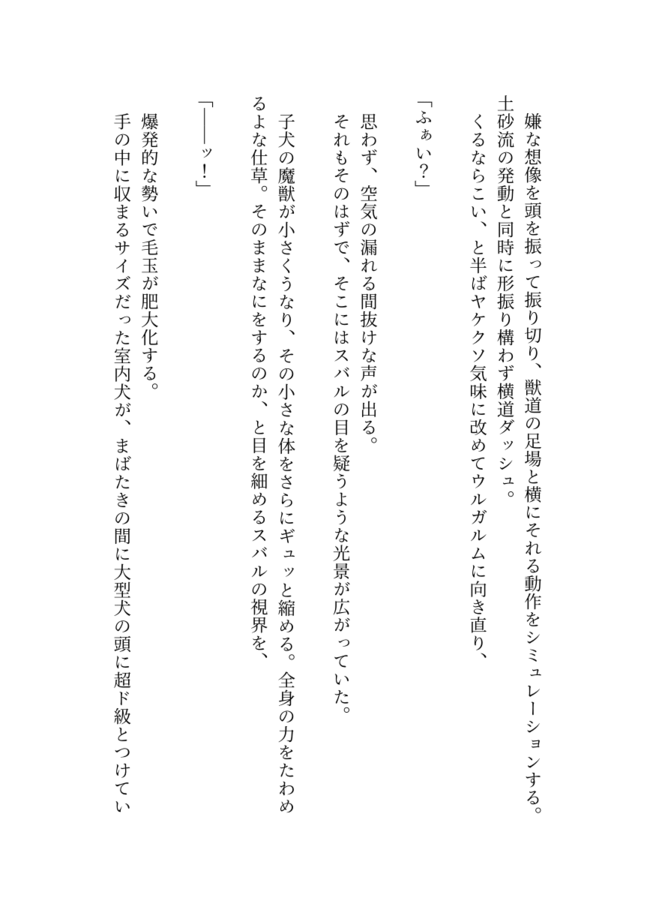 嫌な想像を頭を振って振り切り、獣道の足場と横にそれる動作をシミュレーションする。
土砂流の発動と同時に形振り構わず横道ダッシュ。
くるならこい、と半ばヤケクソ気味に改めてウルガルムに向き直り、
「ふぁい？」
思わず、空気の漏れる間抜けな声が出る。
それもそのはずで、そこにはスバルの目を疑うような光景が広がっていた。
子犬の魔獣が小さくうなり、その小さな体をさらにギュッと縮める。全身の力をたわめ
るよな仕草。そのままなにをするのか、と目を細めるスバルの視界を、
「――ッ！」
爆発的な勢いで毛玉が肥大化する。
手の中に収まるサイズだった室内犬が、まばたきの間に大型犬の頭に超ド級とつけてい